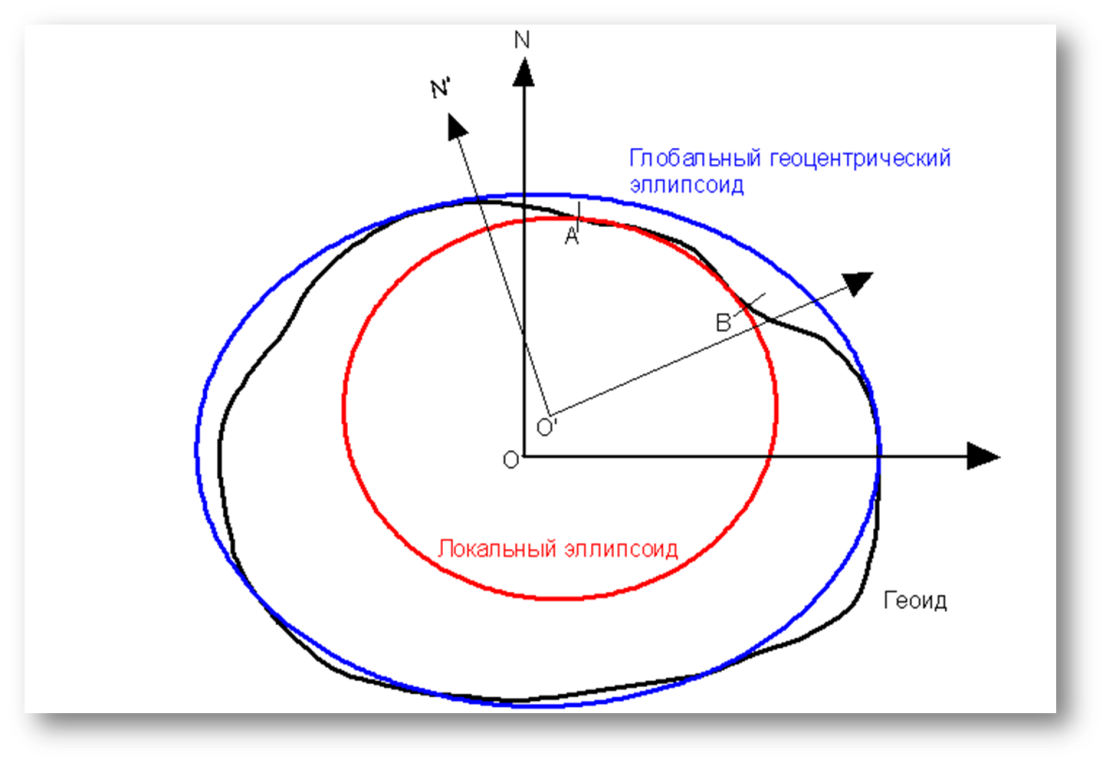 N
N'
Глобальный геоцентрический
эллипсоид
A
B
O'
O
Локальный эллипсоид
Геоид